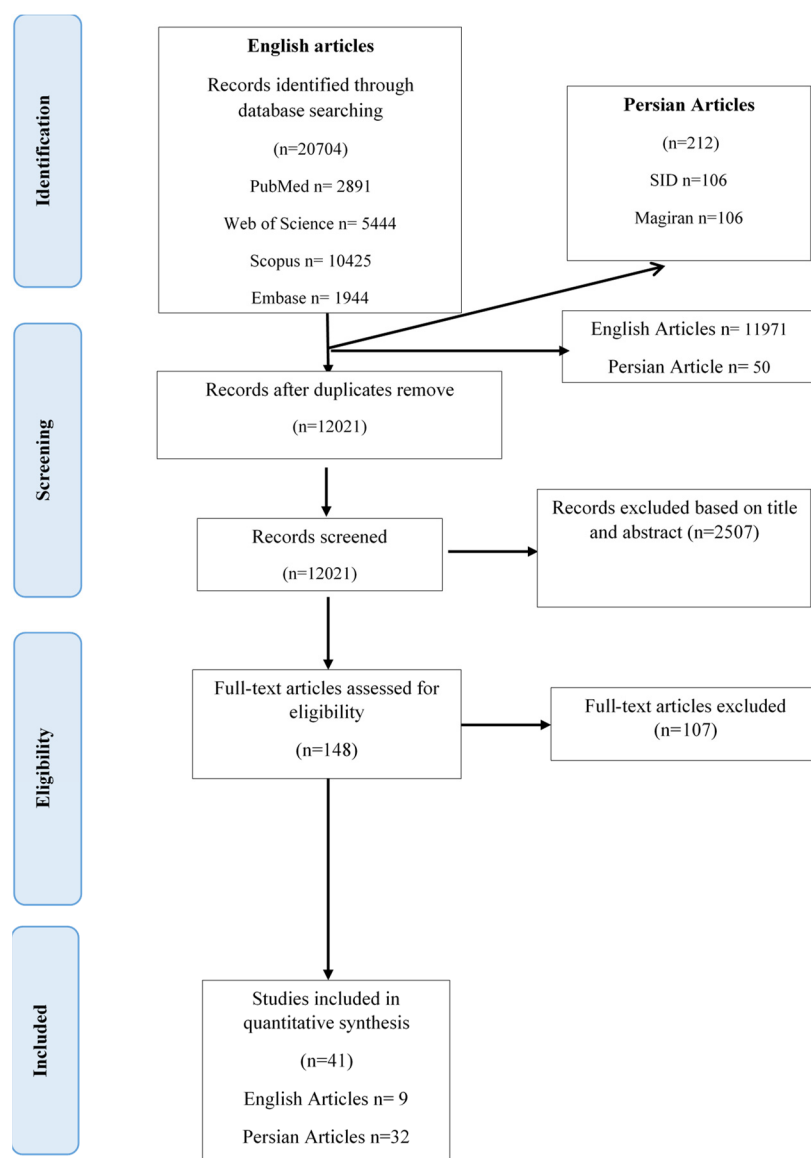 Identification
English articles
Records identified through
database searching
(n=20704)
PubMed n= 2891
Web of Science n= 5444
Scopus n= 10425
Embase n= 1944
Persian Articles
(n=212)
SID n=106
Magiran n=106
Screening
English Articles n= 11971
Persian Article n= 50
Records after duplicates remove
(n=12021)
Records screened
(n=12021)
Records excluded based on title
and abstract (n=2507)
Eligibility
Full-text articles assessed for
eligibility
(n=148)
Full-text articles excluded
(n=107)
Included
Studies included in
quantitative synthesis
(n=41)
English Articles n= 9
Persian Articles n=32